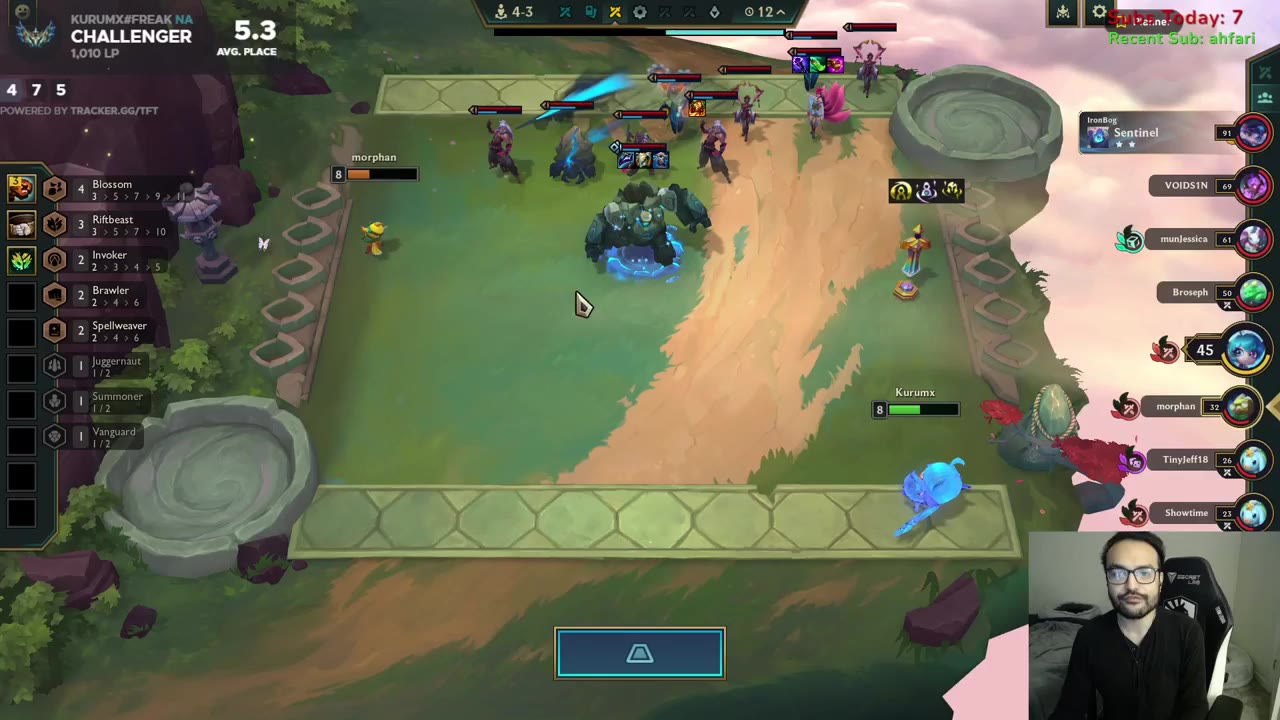 KURUMX#FREAK NA
CHALLENGER
1,010 LP
5.3
AVG. PLACE
4 7 5
POWERED BY TRACKER.GG/TFT
4-3
12
Subs Today: 7
Recent Sub: ahfari
4 Blossom
3 > 5 > 7 > 9 > 11
3 Riftbeast
3 > 5 > 7 > 10
2 Invoker
2 > 3 > 4 > 5
2 Brawler
2 > 4 > 6
2 Spellweaver
2 > 4 > 6
1 Juggernaut
1 / 2
1 Summoner
1 / 2
1 Vanguard
1 / 2
morphan
8
Kurumx
8
IronBog
Sentinel
91
VOIDS1N 69
munJessica 61
Broseph 50
45
morphan 32
TinyJeff18 26
Showtime 23
SECRETLAB